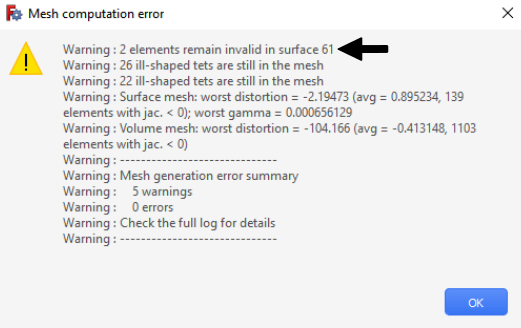 Mesh computation error
Warning : 2 elements remain invalid in surface 61
Warning : 26 ill-shaped tets are still in the mesh
Warning : 22 ill-shaped tets are still in the mesh
Warning : Surface mesh: worst distortion = -2.19473 (avg = 0.895234, 139
elements with jac. < 0); worst gamma = 0.000656129
Warning : Volume mesh: worst distortion = -104.166 (avg = -0.413148, 1103
elements with jac. < 0)
Warning : ------------------------------
Warning : Mesh generation error summary
Warning :     5 warnings
Warning :     0 errors
Warning : Check the full log for details
Warning : ------------------------------
OK